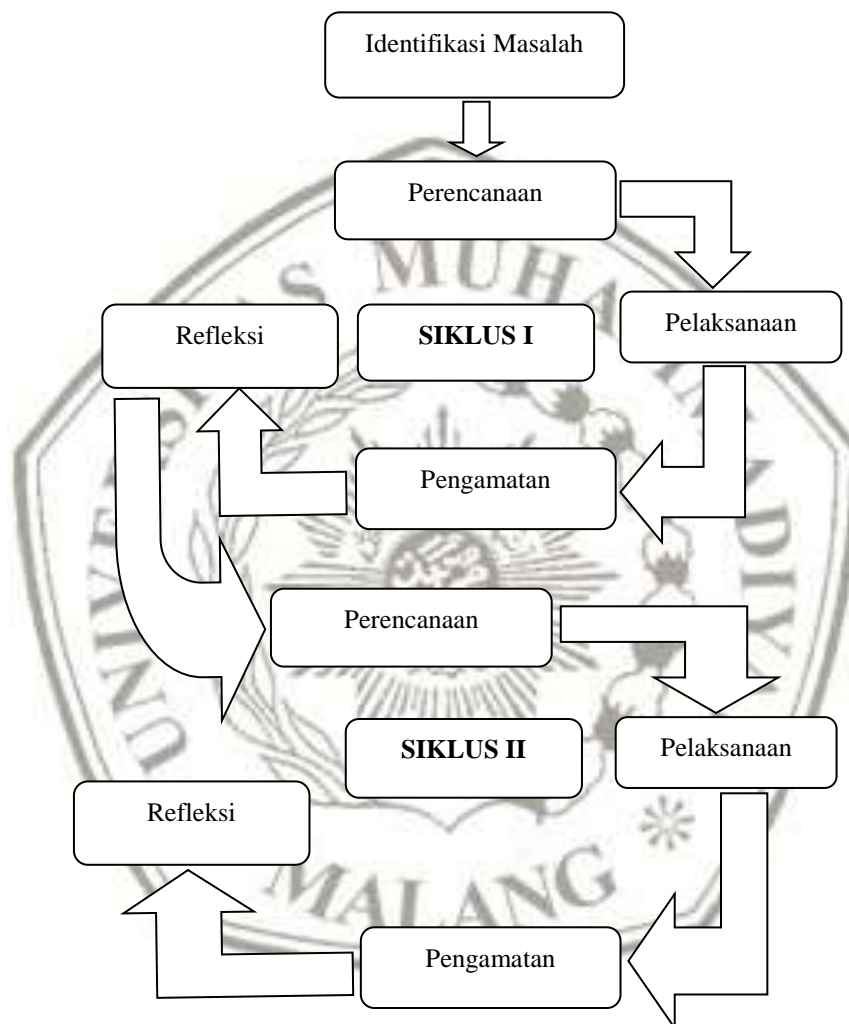 Identifikasi Masalah
Perencanaan
Pelaksanaan
Refleksi
SIKLUS I
Pengamatan
Perencanaan
Pelaksanaan
SIKLUS II
Refleksi
Pengamatan
MALANG